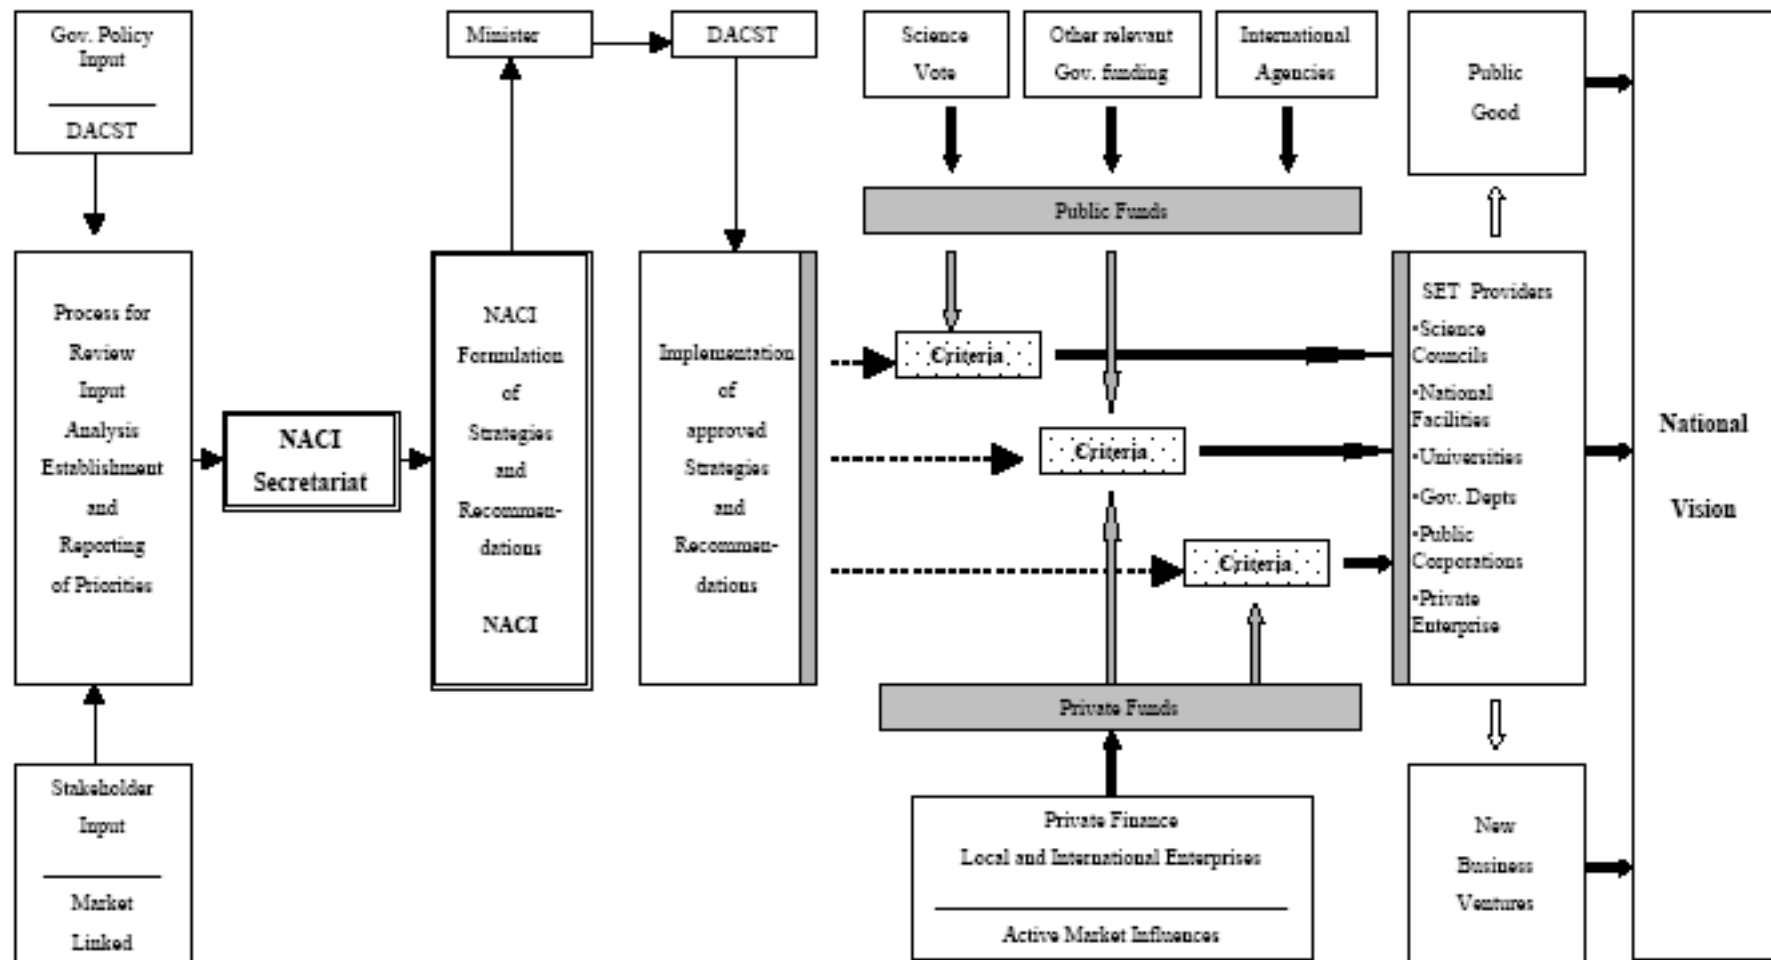 Gov. Policy
Input
DACST
Process for
Review
Input
Analysis
Establishment
and
Reporting
of Priorities
Stakeholder
Input
Market
Linked
NACI
Secretariat
Minister
DACST
NACI
Formulation
of
Strategies
and
Recommen-
dations
NACI
Implementation
of
approved
Strategies
and
Recommen-
dations
Science
Vote
Other relevant
Gov. funding
International
Agencies
Public Funds
Criteria
Criteria
Criteria
Private Funds
Private Finance
Local and International Enterprises
Active Market Influences
Public
Good
SET Providers
•Science
Councils
•National
Facilities
•Universities
•Gov. Depts
•Public
Corporations
•Private
Enterprise
New
Business
Ventures
National
Vision